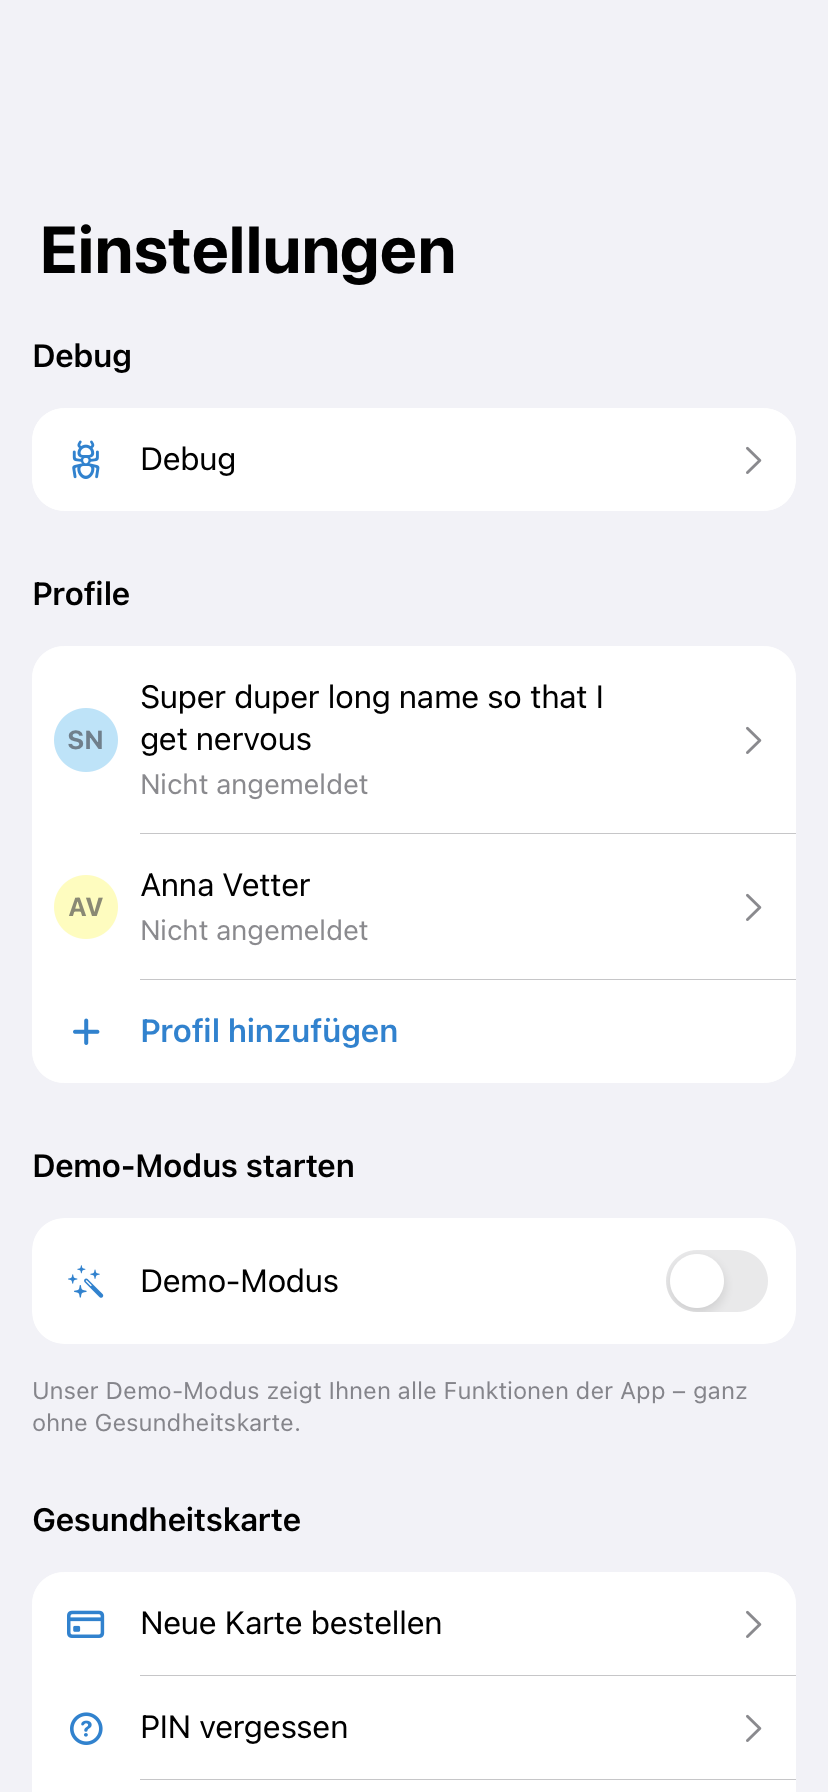 Einstellungen
Debug
Debug
Profile
SN
Super duper long name so that I
get nervous
Nicht angemeldet
AV
Anna Vetter
Nicht angemeldet
Profil hinzufügen
Demo-Modus starten
Demo-Modus
Unser Demo-Modus zeigt Ihnen alle Funktionen der App – ganz
ohne Gesundheitskarte.
Gesundheitskarte
Neue Karte bestellen
PIN vergessen